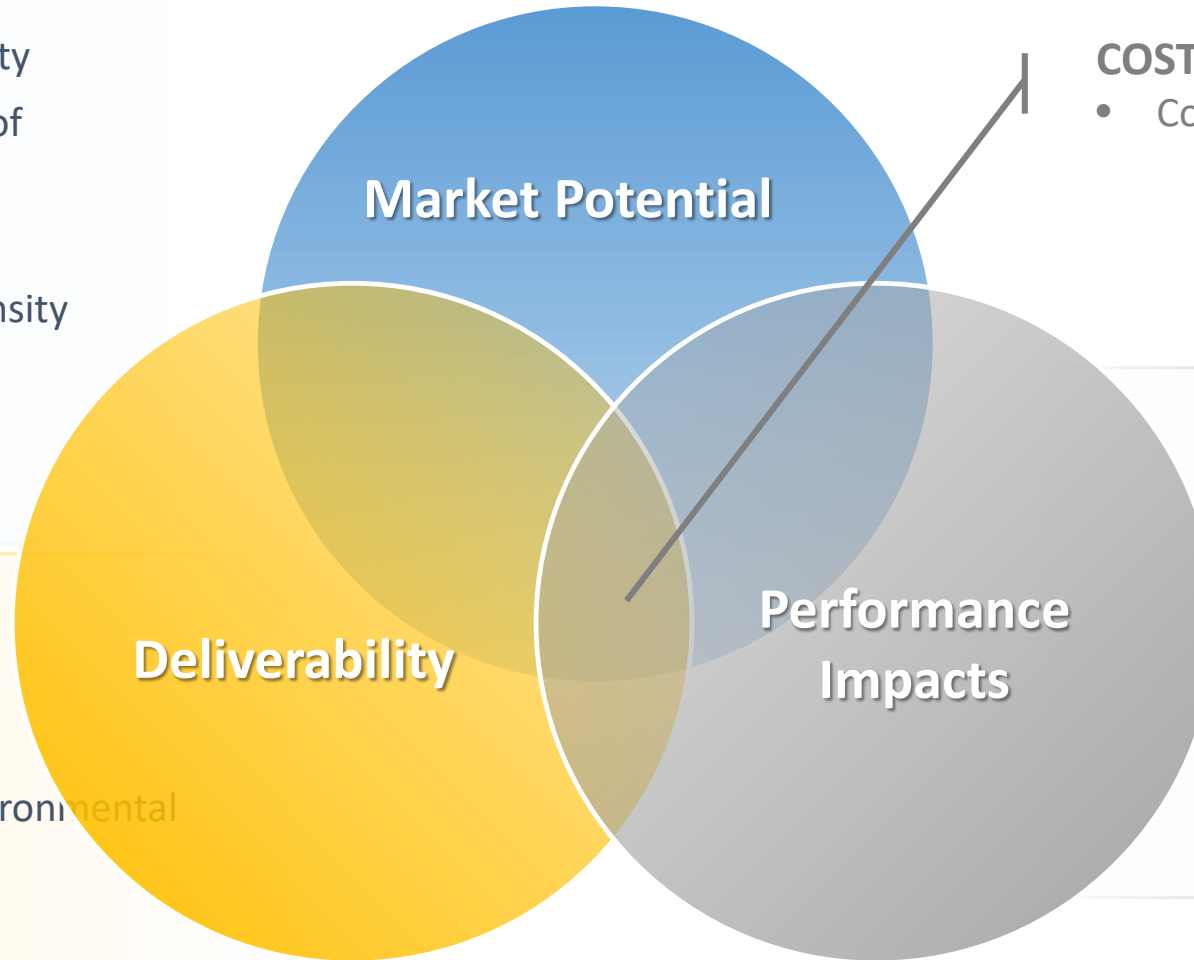 ty
of
COST
• Co
Market Potential
nsity
Performance
Impacts
Deliverability
ronmental